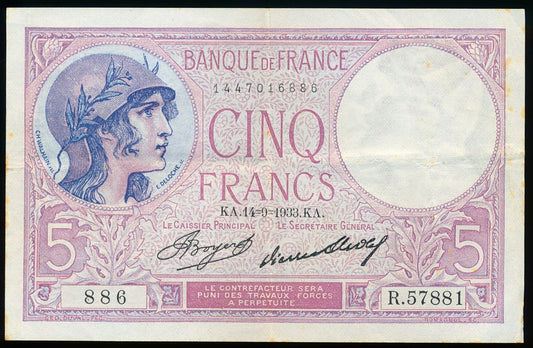 BANQUE DE FRANCE
1447016886
CINQ
FRANCS
KA.14=9=1933.KA.
LE CAISSIER PRINCIPAL LE SECRÉTAIRE GÉNÉRAL
5 5
886
LE CONTREFACTEUR SERA
PUNI DES TRAVAUX FORCÉS
À PERPÉTUITÉ
R.57881